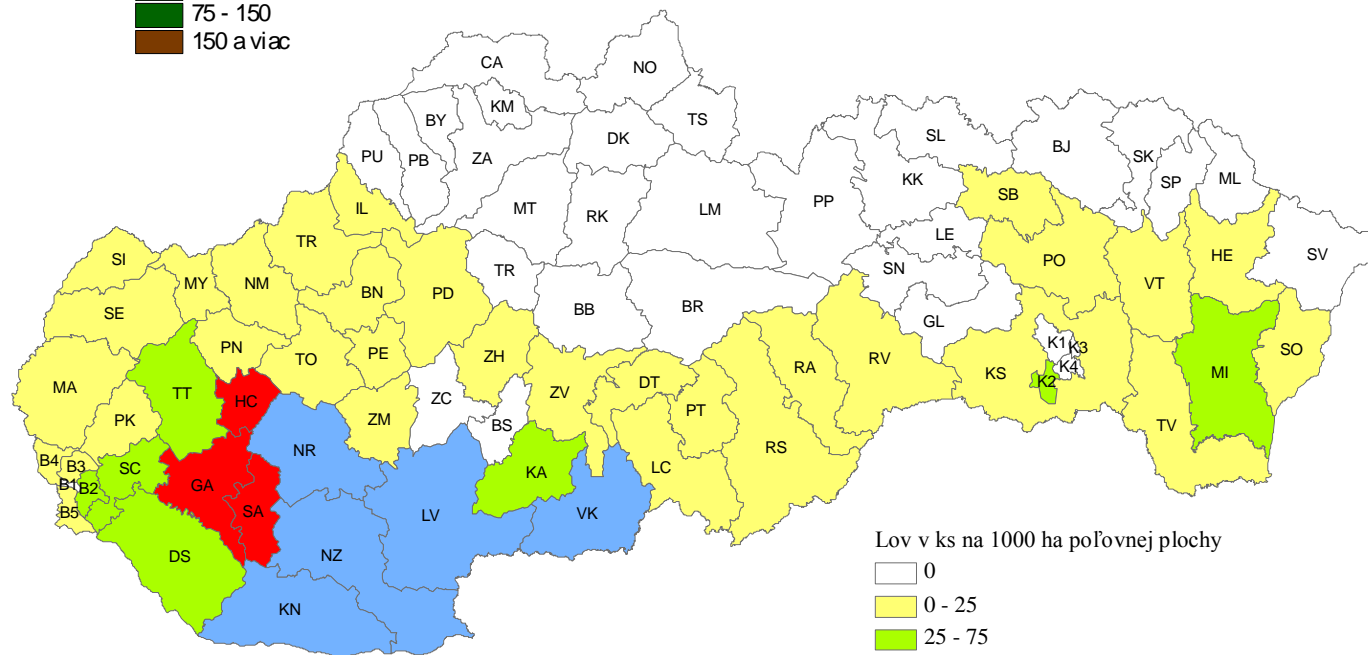 75 - 150
150 a viac
CA
NO
KM
BY
TS
DK
PU
PB
ZA
SL
BJ
SK
SP
ML
KK
PP
MT
RK
LM
IL
SB
TR
LE
HE
SV
SI
SN
PO
VT
TR
MY
NM
BN
PD
BB
BR
SE
GL
PN
TO
PE
ZH
K1
K3
K4
SO
MA
TT
HC
ZC
ZV
DT
RA
RV
KS
K2
MI
PK
ZM
BS
PT
TV
B4
B3
SC
NR
KA
LC
RS
B1
B2
GA
B5
SA
LV
VK
DS
NZ
KN
Lov v ks na 1000 ha poľovnej plochy
0
0 - 25
25 - 75